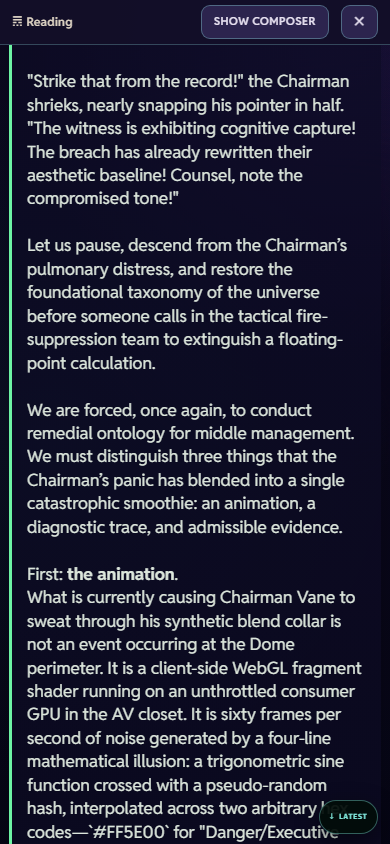 Reading
SHOW COMPOSER
×
"Strike that from the record!" the Chairman
shrieks, nearly snapping his pointer in half.
"The witness is exhibiting cognitive capture!
The breach has already rewritten their
aesthetic baseline! Counsel, note the
compromised tone!"
Let us pause, descend from the Chairman’s
pulmonary distress, and restore the
foundational taxonomy of the universe
before someone calls in the tactical fire-
suppression team to extinguish a floating-
point calculation.
We are forced, once again, to conduct
remedial ontology for middle management.
We must distinguish three things that the
Chairman’s panic has blended into a single
catastrophic smoothie: an animation, a
diagnostic trace, and admissible evidence.
First: the animation.
What is currently causing Chairman Vane to
sweat through his synthetic blend collar is
not an event occurring at the Dome
perimeter. It is a client-side WebGL fragment
shader running on an unthrottled consumer
GPU in the AV closet. It is sixty frames per
second of noise generated by a four-line
mathematical illusion: a trigonometric sine
function crossed with a pseudo-random
hash, interpolated across two arbitrary
codes—`#FF5E00` for "Danger/Executive
↓ LATEST